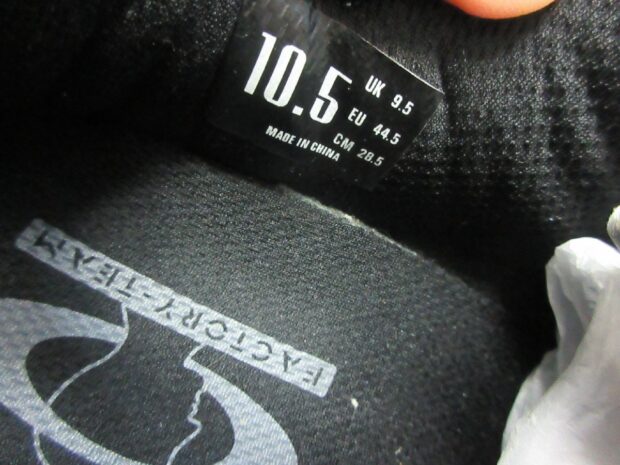 10.5
UK 9.5
EU 44.5
CM 28.5
MADE IN CHINA
FACTORY-TEAM